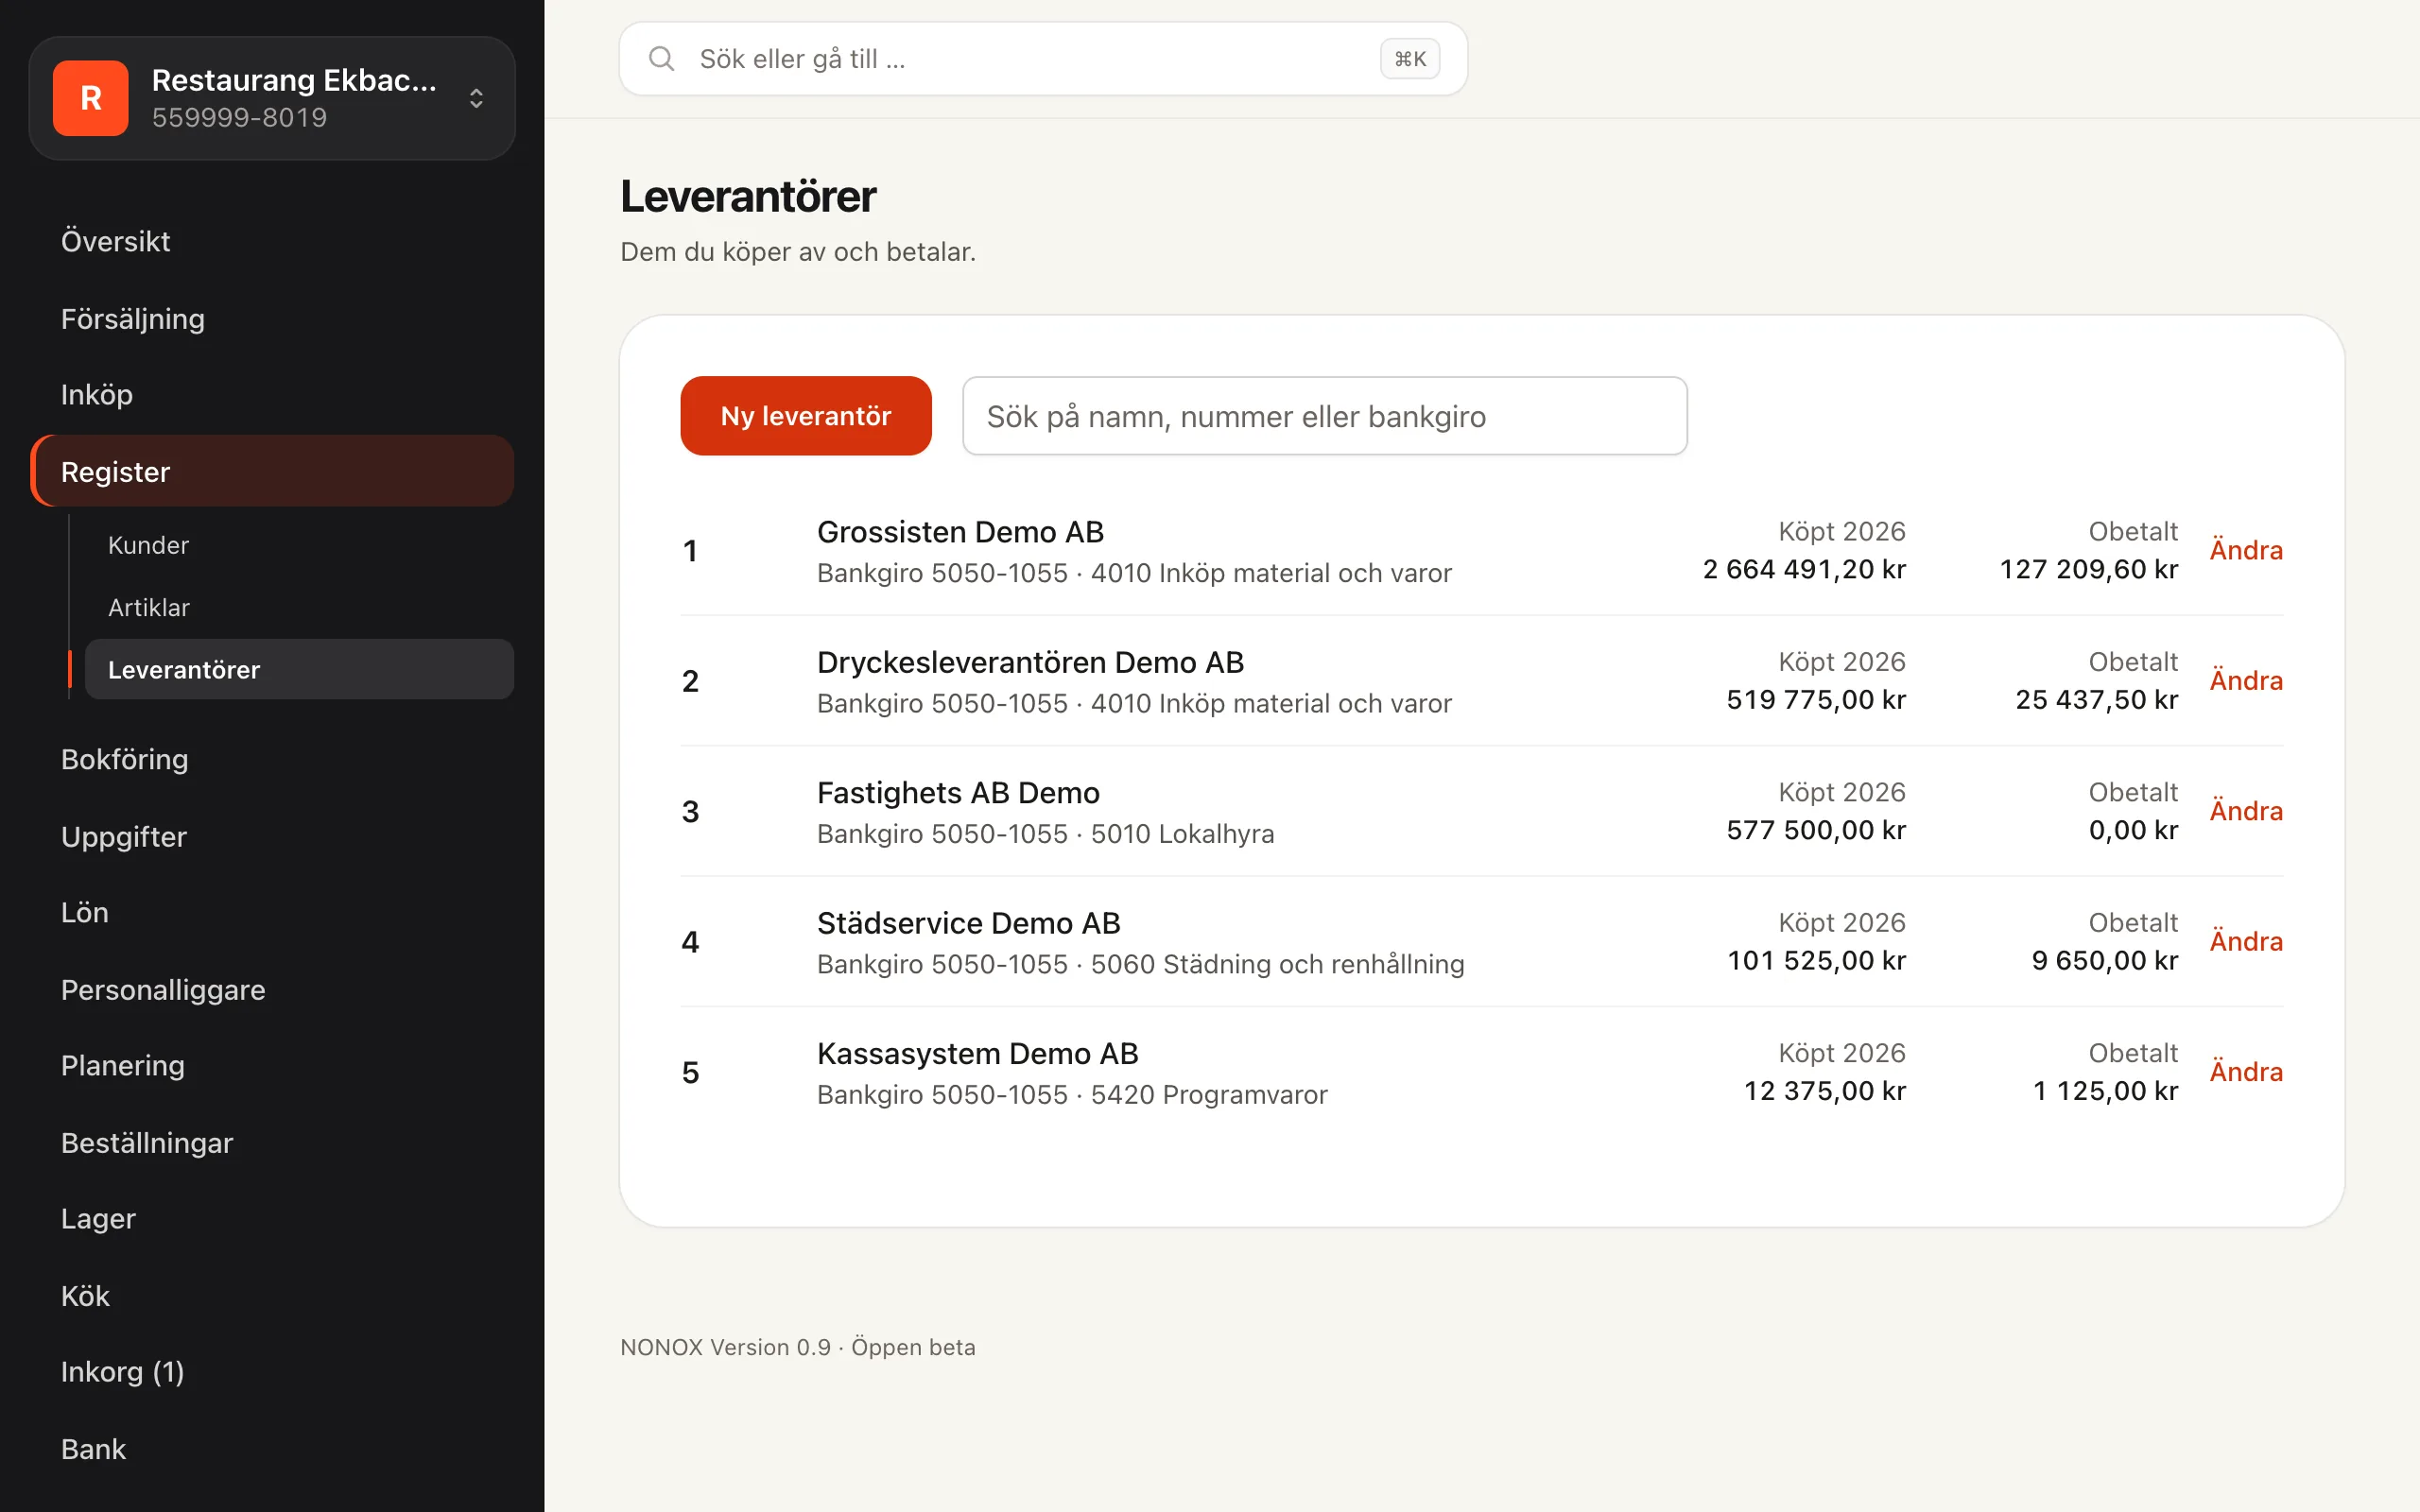 R
Restaurang Ekbac...
559999-8019
Översikt
Försäljning
Inköp
Register
Kunder
Artiklar
Leverantörer
Bokföring
Uppgifter
Lön
Personalliggare
Planering
Beställningar
Lager
Kök
Inkorg (1)
Bank
Sök eller gå till ...
⌘K
Leverantörer
Dem du köper av och betalar.
Ny leverantör
Sök på namn, nummer eller bankgiro
1
Grossisten Demo AB
Bankgiro 5050-1055 · 4010 Inköp material och varor
Köpt 2026
2 664 491,20 kr
Obetalt
127 209,60 kr
Ändra
2
Dryckesleverantören Demo AB
Bankgiro 5050-1055 · 4010 Inköp material och varor
Köpt 2026
519 775,00 kr
Obetalt
25 437,50 kr
Ändra
3
Fastighets AB Demo
Bankgiro 5050-1055 · 5010 Lokalhyra
Köpt 2026
577 500,00 kr
Obetalt
0,00 kr
Ändra
4
Städservice Demo AB
Bankgiro 5050-1055 · 5060 Städning och renhållning
Köpt 2026
101 525,00 kr
Obetalt
9 650,00 kr
Ändra
5
Kassasystem Demo AB
Bankgiro 5050-1055 · 5420 Programvaror
Köpt 2026
12 375,00 kr
Obetalt
1 125,00 kr
Ändra
NONOX Version 0.9 · Öppen beta